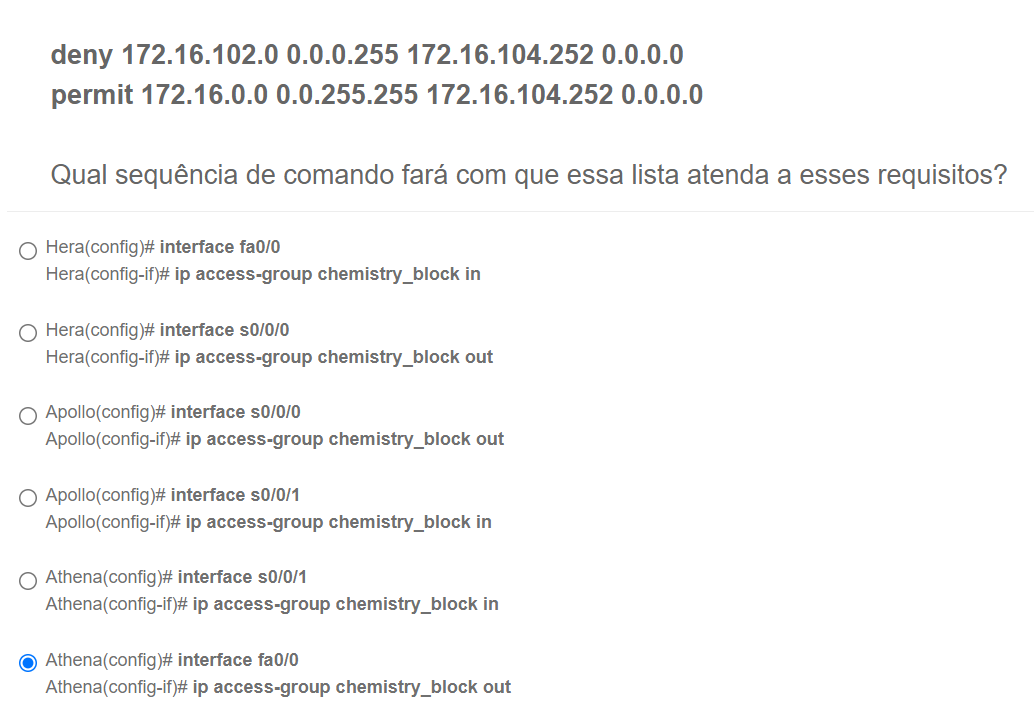 deny 172.16.102.0 0.0.0.255 172.16.104.252 0.0.0.0
permit 172.16.0.0 0.0.255.255 172.16.104.252 0.0.0.0
Qual sequência de comando fará com que essa lista atenda a esses requisitos?
Hera(config)# interface fa0/0
Hera(config-if)# ip access-group chemistry_block in
Hera(config)# interface s0/0/0
Hera(config-if)# ip access-group chemistry_block out
Apollo(config)# interface s0/0/0
Apollo(config-if)# ip access-group chemistry_block out
Apollo(config)# interface s0/0/1
Apollo(config-if)# ip access-group chemistry_block in
Athena(config)# interface s0/0/1
Athena(config-if)# ip access-group chemistry_block in
Athena(config)# interface fa0/0
Athena(config-if)# ip access-group chemistry_block out